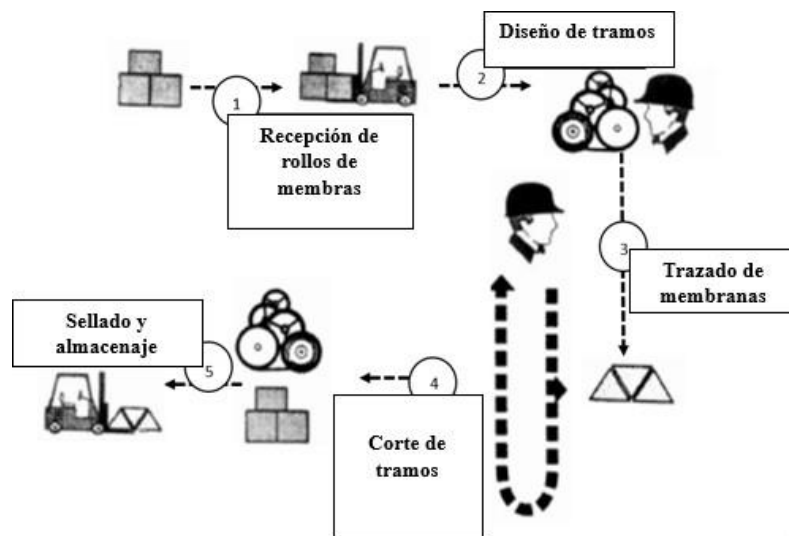 1
Recepción de
rollos de
membras
2
Diseño de tramos
3
Trazado de
membranas
4
Corte de
tramos
5
Sellado y
almacenaje